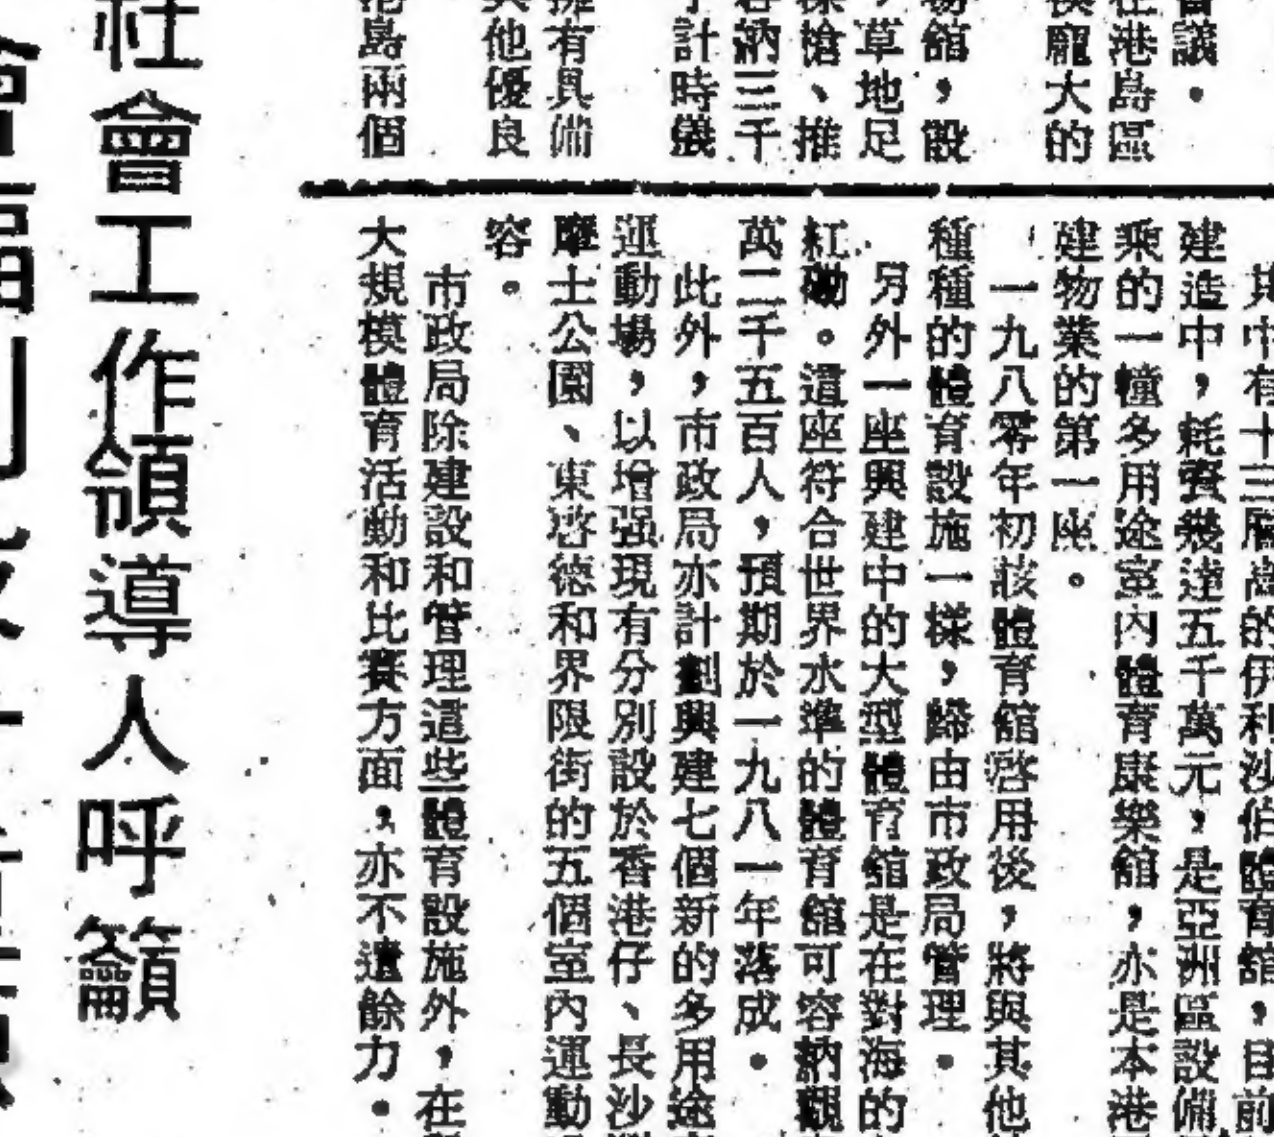 會議。
在港島區
模龐大的
場館，設
，草地足
標槍、推
容納三千
計時儀
擁有具備
其他優良
港島兩個
其中有十三層高的伊利沙伯體育館，目前
建造中，耗費幾達五千萬元，是亞洲區設備
乘的一幢多用途室內體育康樂館，亦是本港
建物業的第一座。
一九八零年初該體育館啓用後，將與其他
種種的體育設施一樣，歸由市政局管理。
另外一座興建中的大型體育館是在對海的
紅磡。這座符合世界水準的體育館可容納觀
萬二千五百人，預期於一九八一年落成。
此外，市政局亦計劃興建七個新的多用途
運動場，以增强現有分別設於香港仔、長沙
摩士公園、東啓德和界限街的五個室內運動
容。
市政局除建設和管理這些體育設施外，在
大規模體育活動和比賽方面，亦不遺餘力。
社會工作領導人呼籲